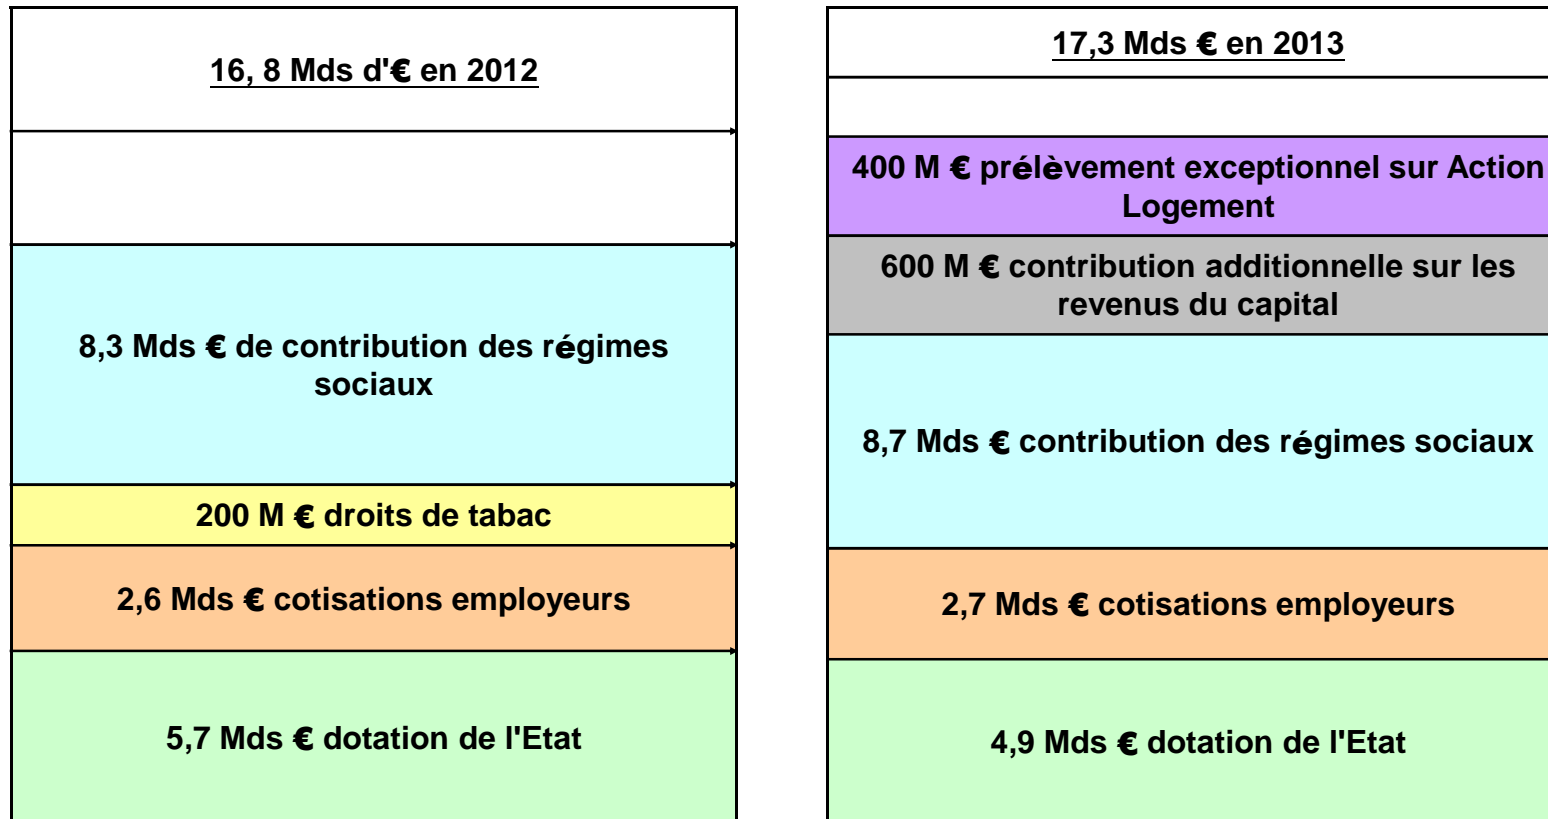 16, 8 Mds d'€ en 2012
8,3 Mds € de contribution des régimes
sociaux
200 M € droits de tabac
2,6 Mds € cotisations employeurs
5,7 Mds € dotation de l'Etat
17,3 Mds € en 2013
400 M € prélèvement exceptionnel sur Action
Logement
600 M € contribution additionnelle sur les
revenus du capital
8,7 Mds € contribution des régimes sociaux
2,7 Mds € cotisations employeurs
4,9 Mds € dotation de l'Etat